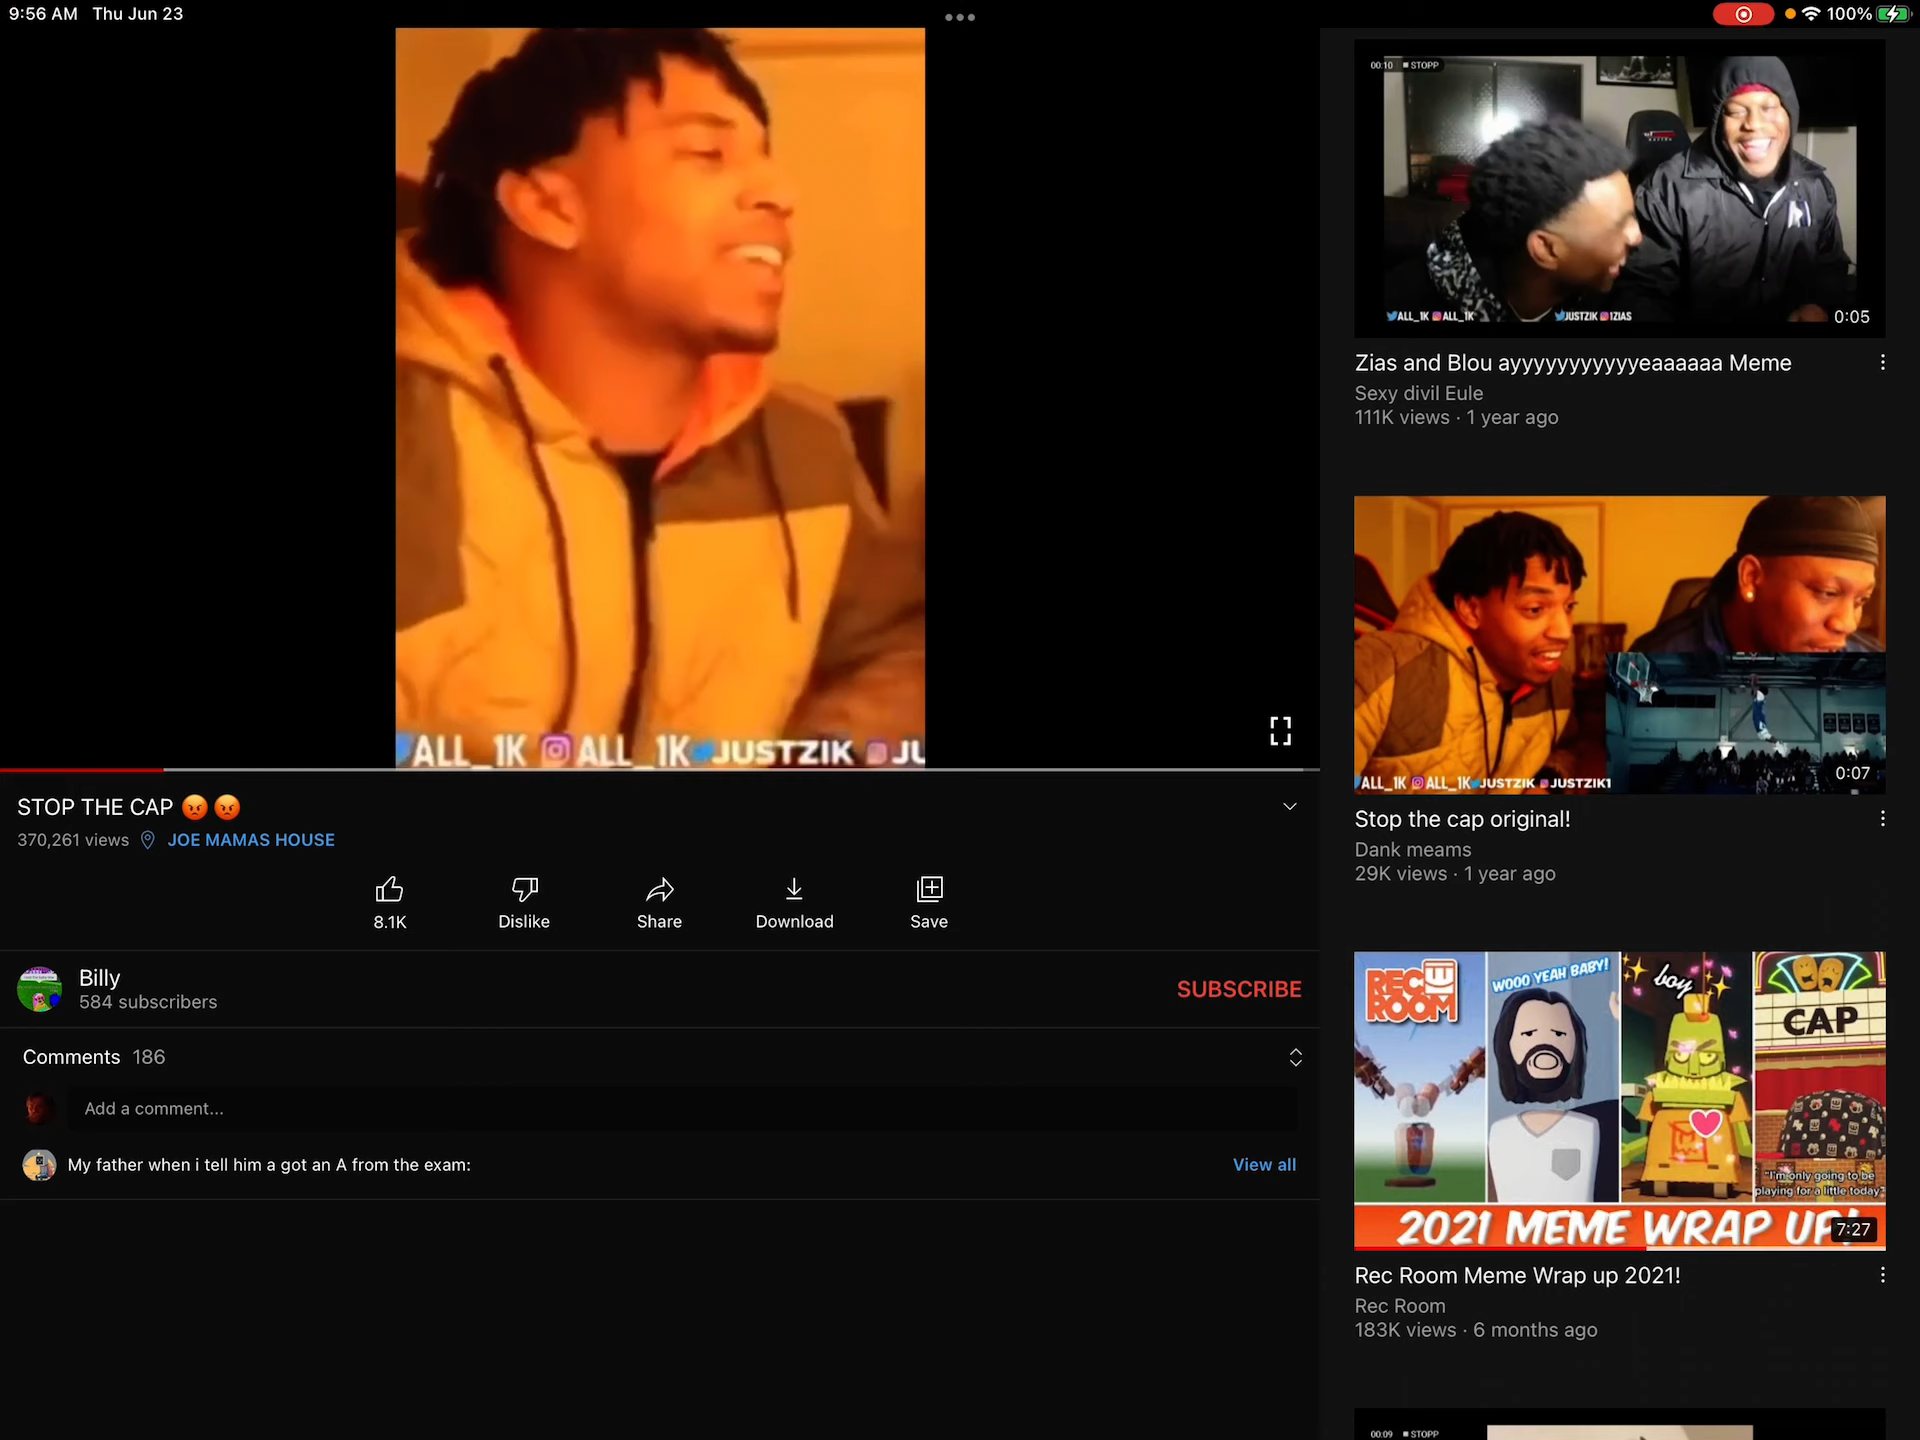 9:56 AM Thu Jun 23
100%
ALL_1K ALL_1K JUSTZIK JU
STOP THE CAP 😡 😡
370,261 views JOE MAMAS HOUSE
8.1K
Dislike
Share
Download
Save
Billy
584 subscribers
SUBSCRIBE
Comments 186
Add a comment...
My father when i tell him a got an A from the exam:
View all
00:10 STOPP
ALL_1K ALL_1K JUSTZIK 1ZIAS
0:05
Zias and Blou ayyyyyyyyyyyeaaaaaa Meme
Sexy divil Eule
111K views · 1 year ago
ALL_1K ALL_1K JUSTZIK JUSTZIK1
0:07
Stop the cap original!
Dank meams
29K views · 1 year ago
REC ROOM
WOOO YEAH BABY!
boy
CAP
"I'm only going to be
playing for a little today"
2021 MEME WRAP UP!
7:27
Rec Room Meme Wrap up 2021!
Rec Room
183K views · 6 months ago
00:09 STOPP